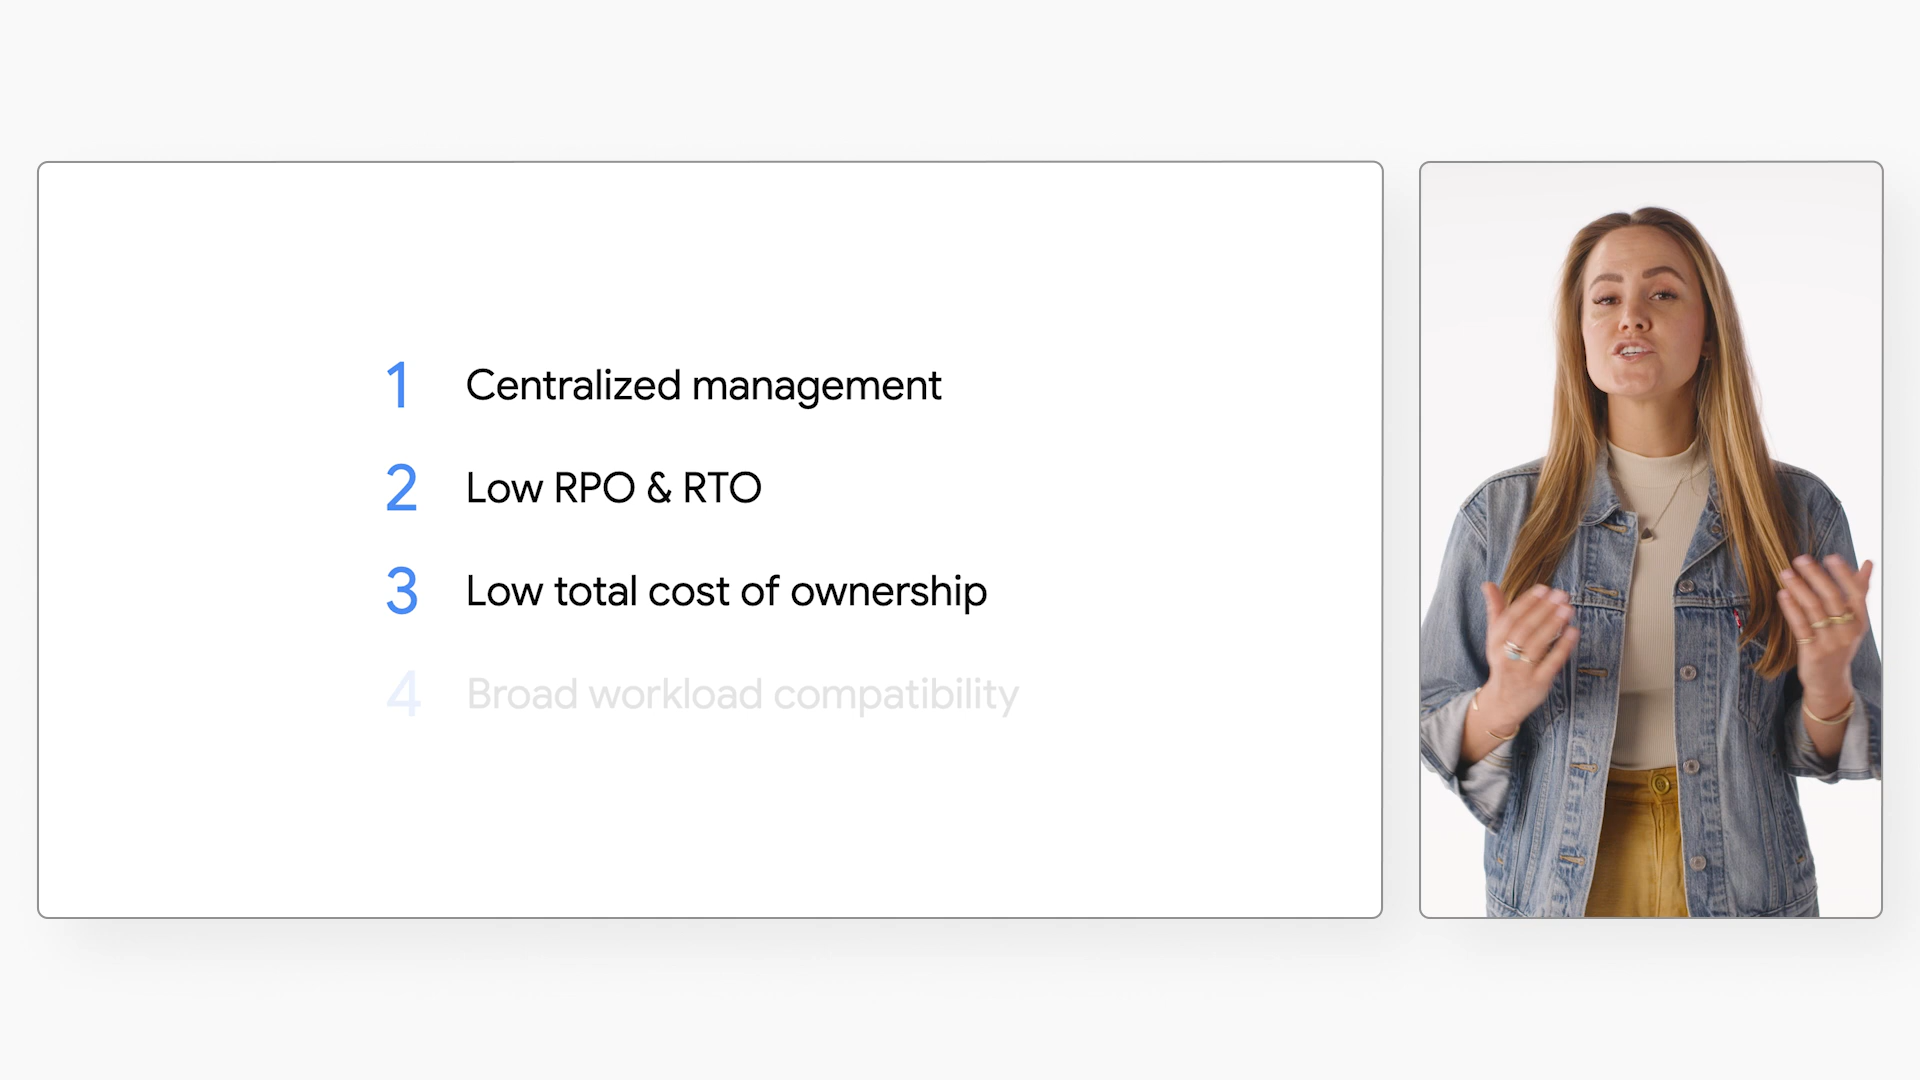 1 Centralized management
2 Low RPO & RTO
3 Low total cost of ownership
4 Broad workload compatibility